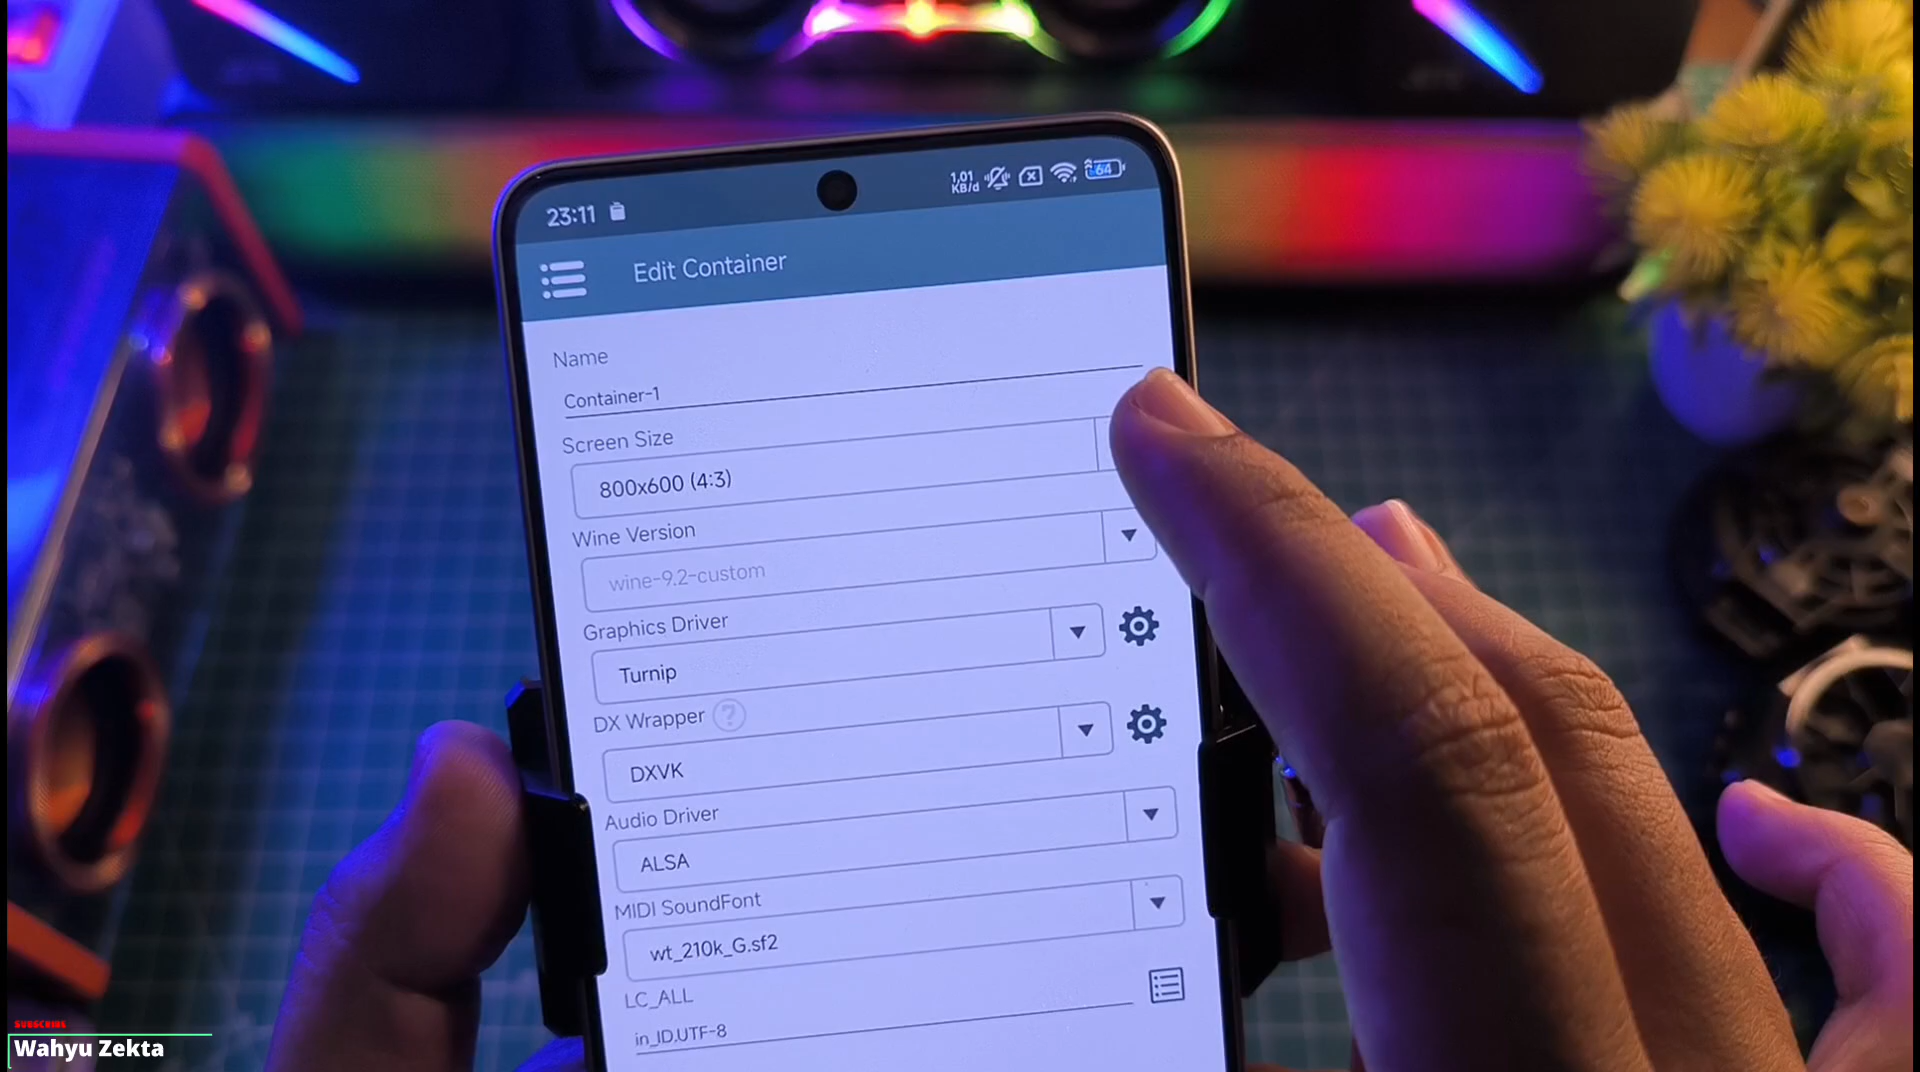 23:11
1.01
KB/d
64
Edit Container
Name
Container-1
Screen Size
800x600 (4:3)
Wine Version
wine-9.2-custom
Graphics Driver
Turnip
DX Wrapper ?
DXVK
Audio Driver
ALSA
MIDI SoundFont
wt_210k_G.sf2
LC_ALL
in_ID.UTF-8
SUBSCRIBE
Wahyu Zekta